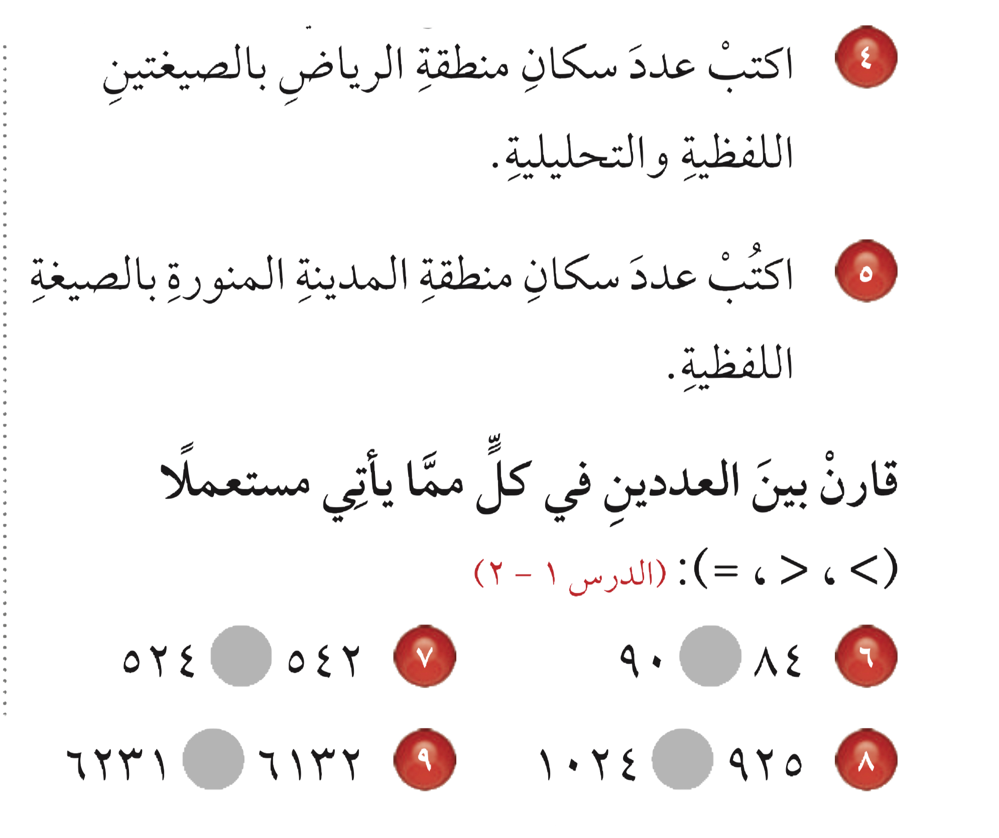 ٤ اكتبْ عددَ سكانِ منطقةِ الرياضِ بالصيغتينِ
اللفظيةِ والتحليليةِ.
٥ اكتُبْ عددَ سكانِ منطقةِ المدينةِ المنورةِ بالصيغةِ
اللفظيةِ.
قارنْ بينَ العددينِ في كلٍّ ممَّا يأتِي مستعملًا
(> ، < ، =): (الدرس ١ – ٢)
٦ ٨٤ ٩٠ ٧ ٥٤٢ ٥٢٤
٨ ٩٢٥ ١٠٢٤ ٩ ٦١٣٢ ٦٢٣١